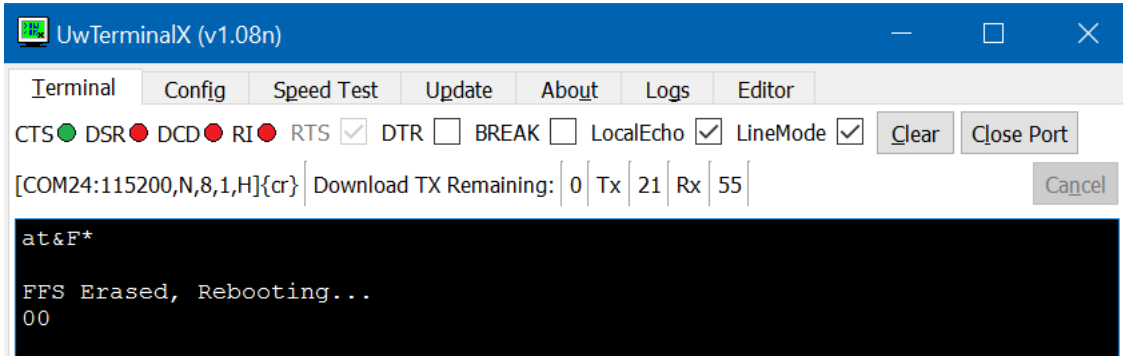 UwTerminalX (v1.08n)
Terminal Config Speed Test Update About Logs Editor
CTS DSR DCD RI RTS DTR BREAK LocalEcho LineMode Clear Close Port
[COM24:115200,N,8,1,H]{cr} Download TX Remaining: 0 Tx 21 Rx 55 Cancel
at&F*
FFS Erased, Rebooting...
00